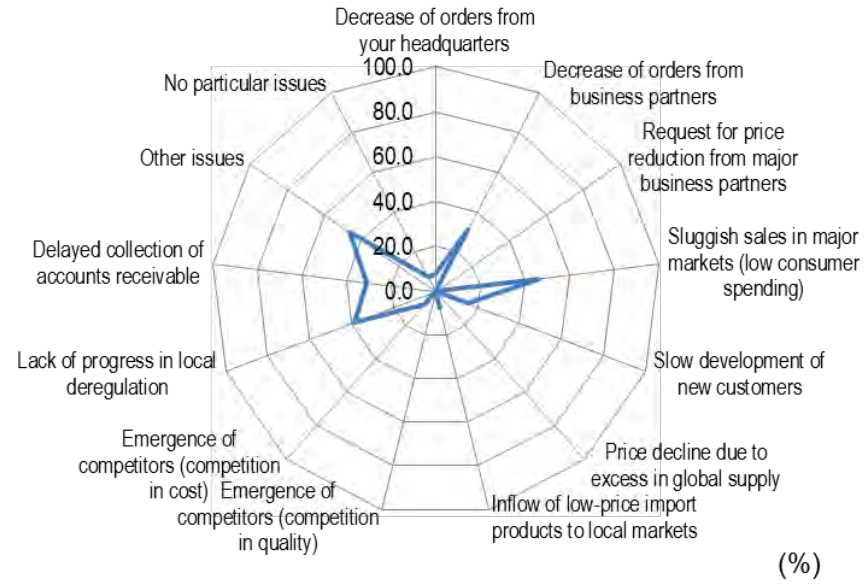 Decrease of orders from
your headquarters
100.0
80.0
60.0
40.0
20.0
0.0
Decrease of orders from
business partners
Request for price
reduction from major
business partners
Sluggish sales in major
markets (low consumer
spending)
Slow development of
new customers
Price decline due to
excess in global supply
Inflow of low-price import
products to local markets
Emergence of
competitors (competition
in quality)
Emergence of
competitors (competition
in cost)
Lack of progress in local
deregulation
Delayed collection of
accounts receivable
Other issues
No particular issues
(%)